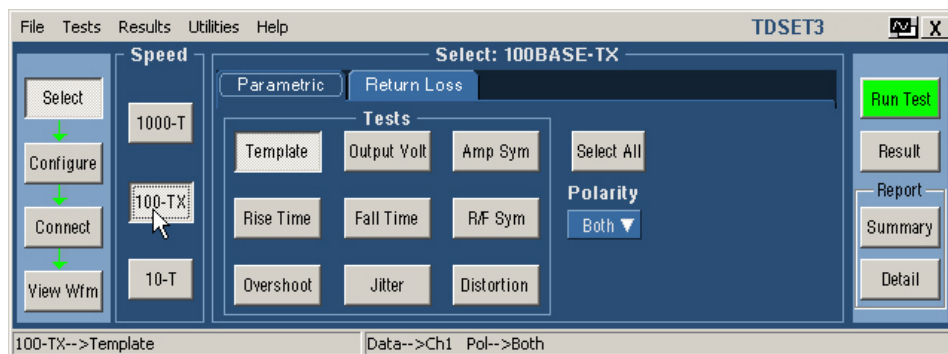 File Tests Results Utilities Help TDSET3 X
Speed Select: 100BASE-TX
Parametric Return Loss
Select
Configure
Connect
View Wfm
1000-T
100-TX
10-T
Tests
Template Output Volt Amp Sym
Rise Time Fall Time R/F Sym
Overshoot Jitter Distortion
Select All
Polarity
Both
Run Test
Result
Report
Summary
Detail
100-TX-->Template Data-->Ch1 Pol-->Both